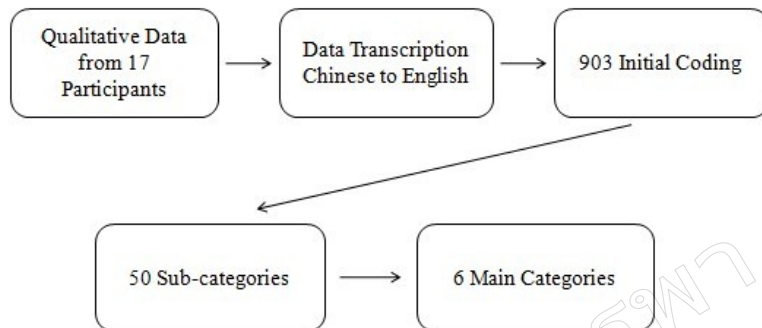 Qualitative Data
from 17
Participants
Data Transcription
Chinese to English
903 Initial Coding
50 Sub-categories
6 Main Categories